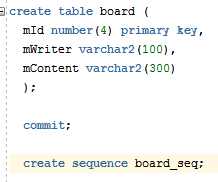 create table board (
mId number(4) primary key,
mWriter varchar2(100),
mContent varchar2(300)
);
commit;
create sequence board_seq;